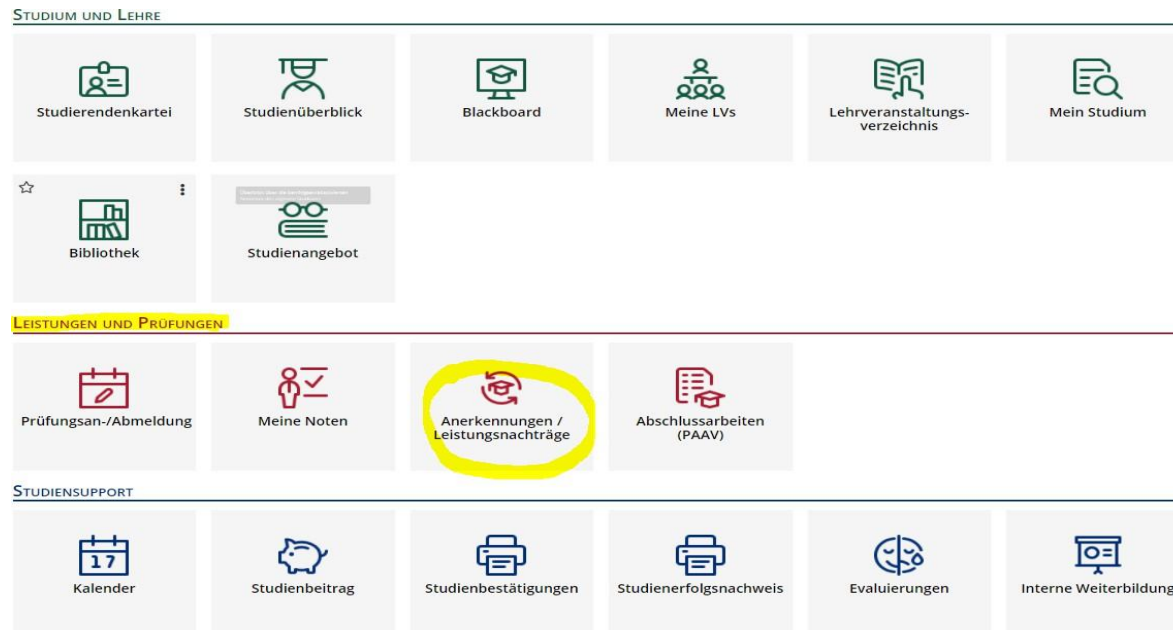 STUDIUM UND LEHRE
Studierendenkartei
Studienüberblick
Blackboard
Meine LVs
Lehrveranstaltungs-
verzeichnis
Mein Studium
Bibliothek
Studienangebot
LEISTUNGEN UND PRÜFUNGEN
Prüfungsan-/Abmeldung
Meine Noten
Anerkennungen /
Leistungsnachträge
Abschlussarbeiten
(PAAV)
STUDIENSUPPORT
17
Kalender
Studienbeitrag
Studienbestätigungen
Studienerfolgsnachweis
Evaluierungen
Interne Weiterbildung